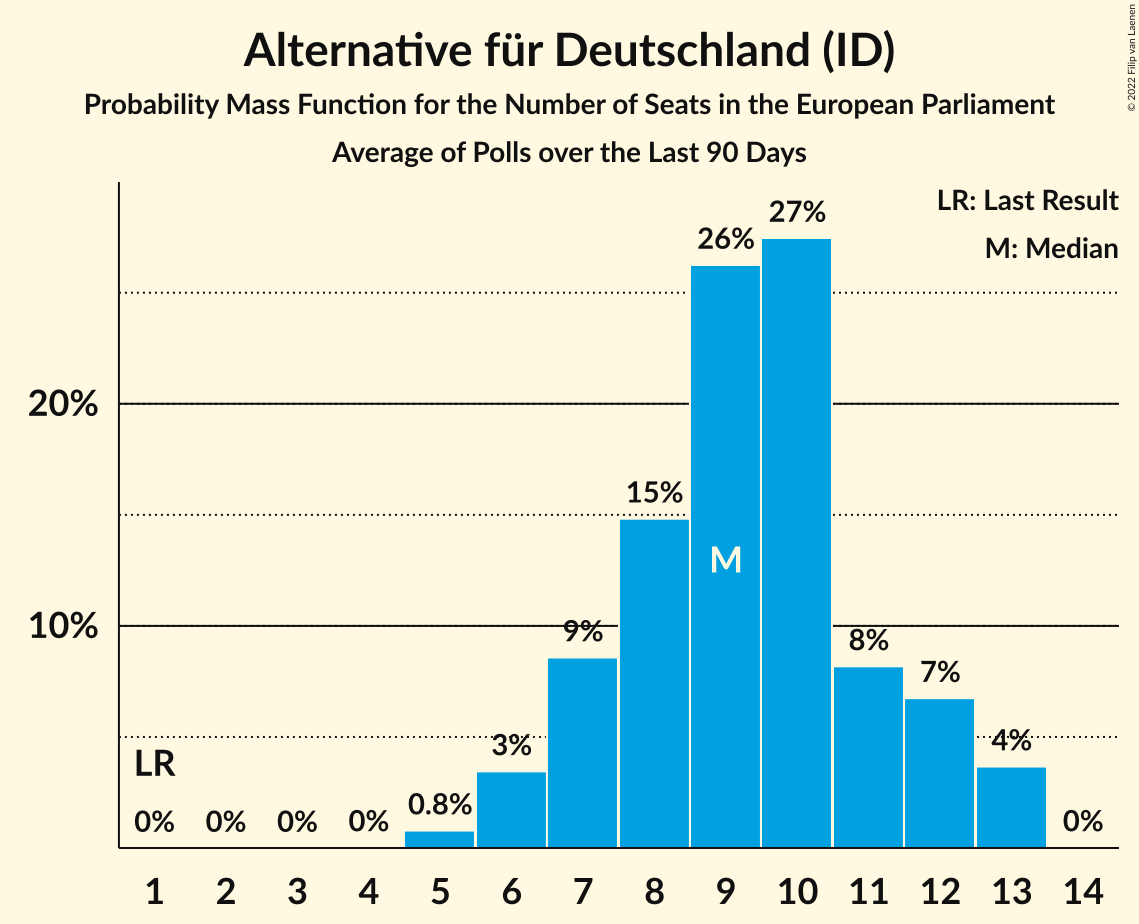 Alternative für Deutschland (ID)
Probability Mass Function for the Number of Seats in the European Parliament
Average of Polls over the Last 90 Days
© 2022 Filip van Laenen
LR: Last Result
M: Median
27%
26%
20%
15%
M
10%
9%
8%
7%
3%
4%
LR
0.8%
0% 0% 0% 0% 0%
1 2 3 4 5 6 7 8 9 10 11 12 13 14